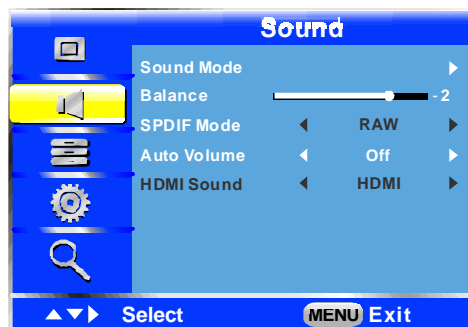 Sound
Sound Mode
Balance - 2
SPDIF Mode RAW
Auto Volume Off
HDMI Sound HDMI
Select MENU Exit